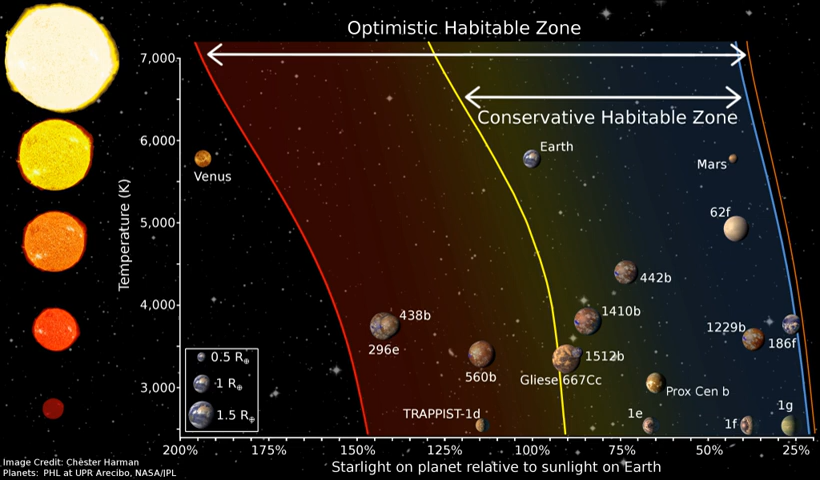 Optimistic Habitable Zone
Conservative Habitable Zone
Temperature (K)
7,000
6,000
5,000
4,000
3,000
Venus
Earth
Mars
62f
442b
438b
296e
1410b
1229b
186f
560b
1512b
Gliese 667Cc
Prox Cen b
TRAPPIST-1d
1e
1f
1g
0.5 R⊕
1 R⊕
1.5 R⊕
200% 175% 150% 125% 100% 75% 50% 25%
Starlight on planet relative to sunlight on Earth
Image Credit: Chester Harman
Planets: PHL at UPR Arecibo, NASA/JPL